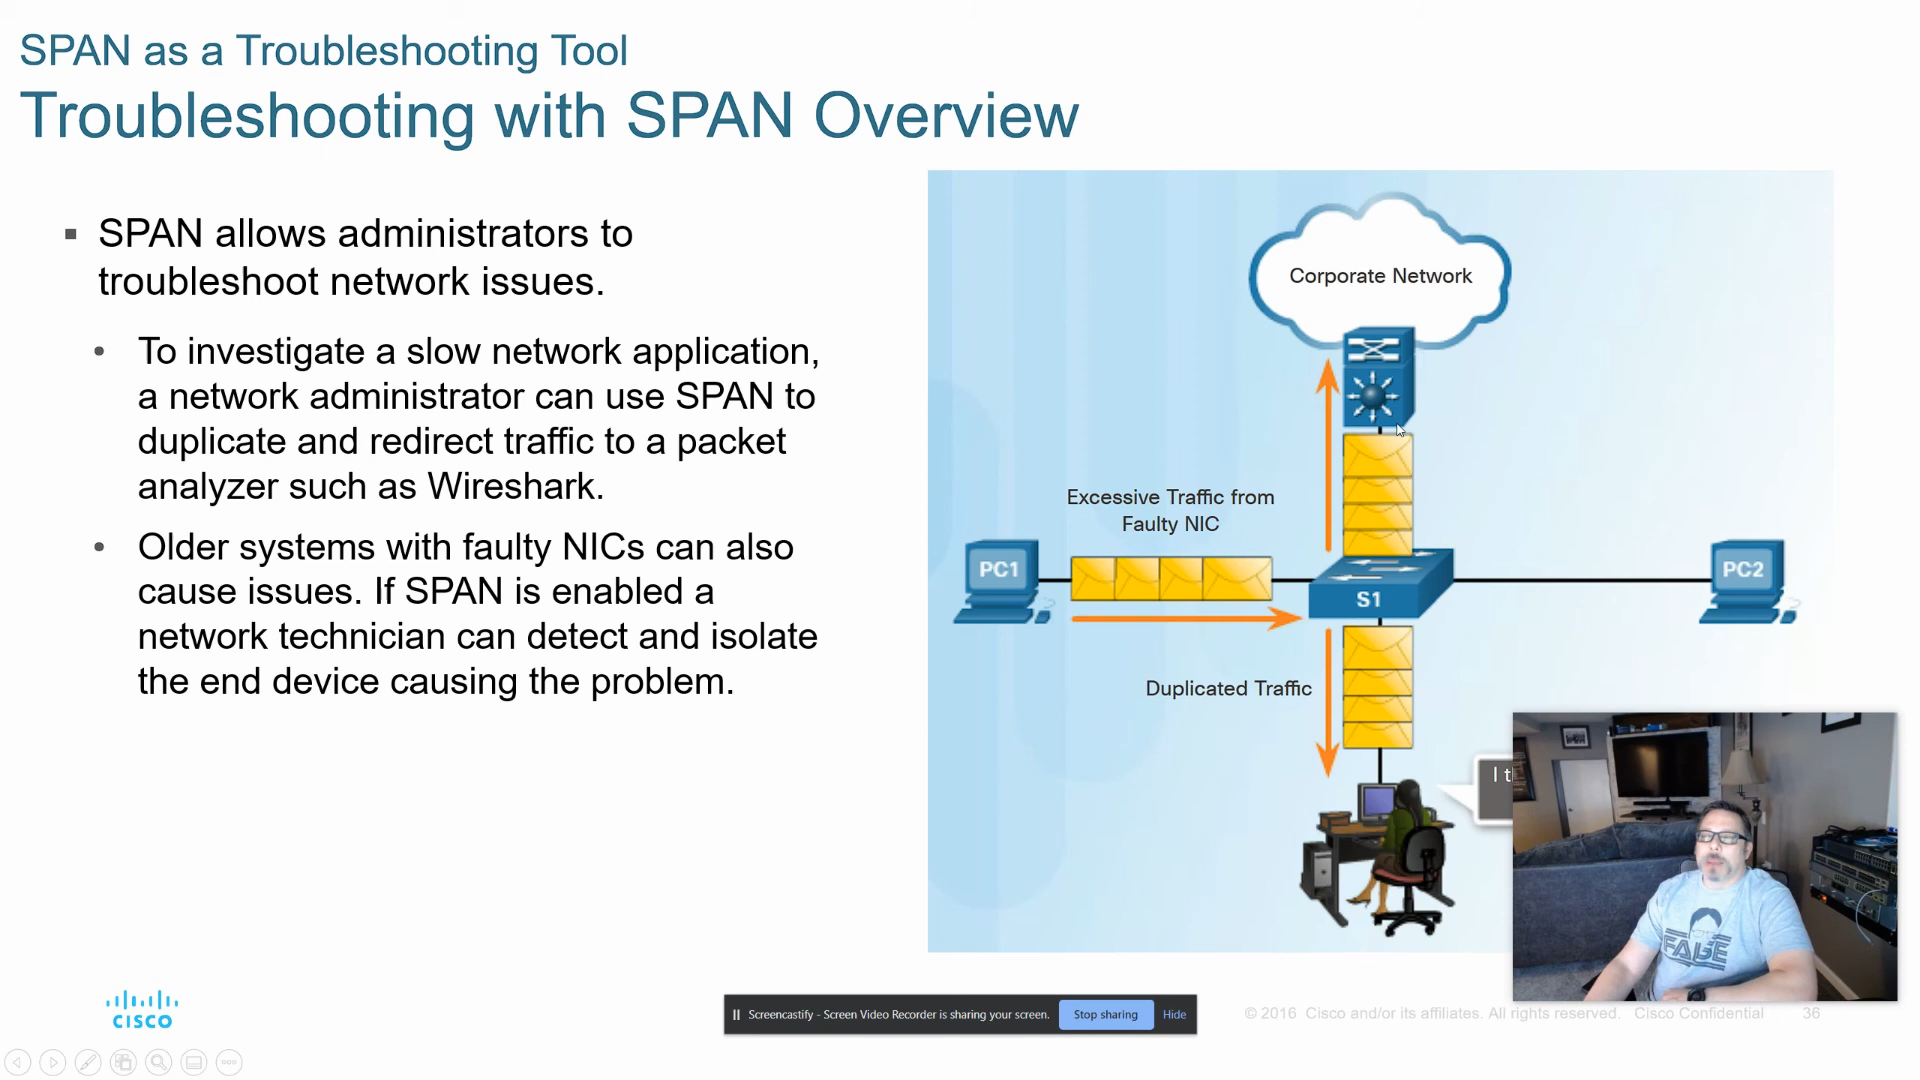 SPAN as a Troubleshooting Tool
Troubleshooting with SPAN Overview
SPAN allows administrators to
troubleshoot network issues.
To investigate a slow network application,
a network administrator can use SPAN to
duplicate and redirect traffic to a packet
analyzer such as Wireshark.
Older systems with faulty NICs can also
cause issues. If SPAN is enabled a
network technician can detect and isolate
the end device causing the problem.
Corporate Network
Excessive Traffic from
Faulty NIC
PC1
S1
PC2
Duplicated Traffic
I t
FAGE
CISCO
Screencastify - Screen Video Recorder is sharing your screen.
Stop sharing
Hide
© 2016 Cisco and/or its affiliates. All rights reserved. Cisco Confidential
36